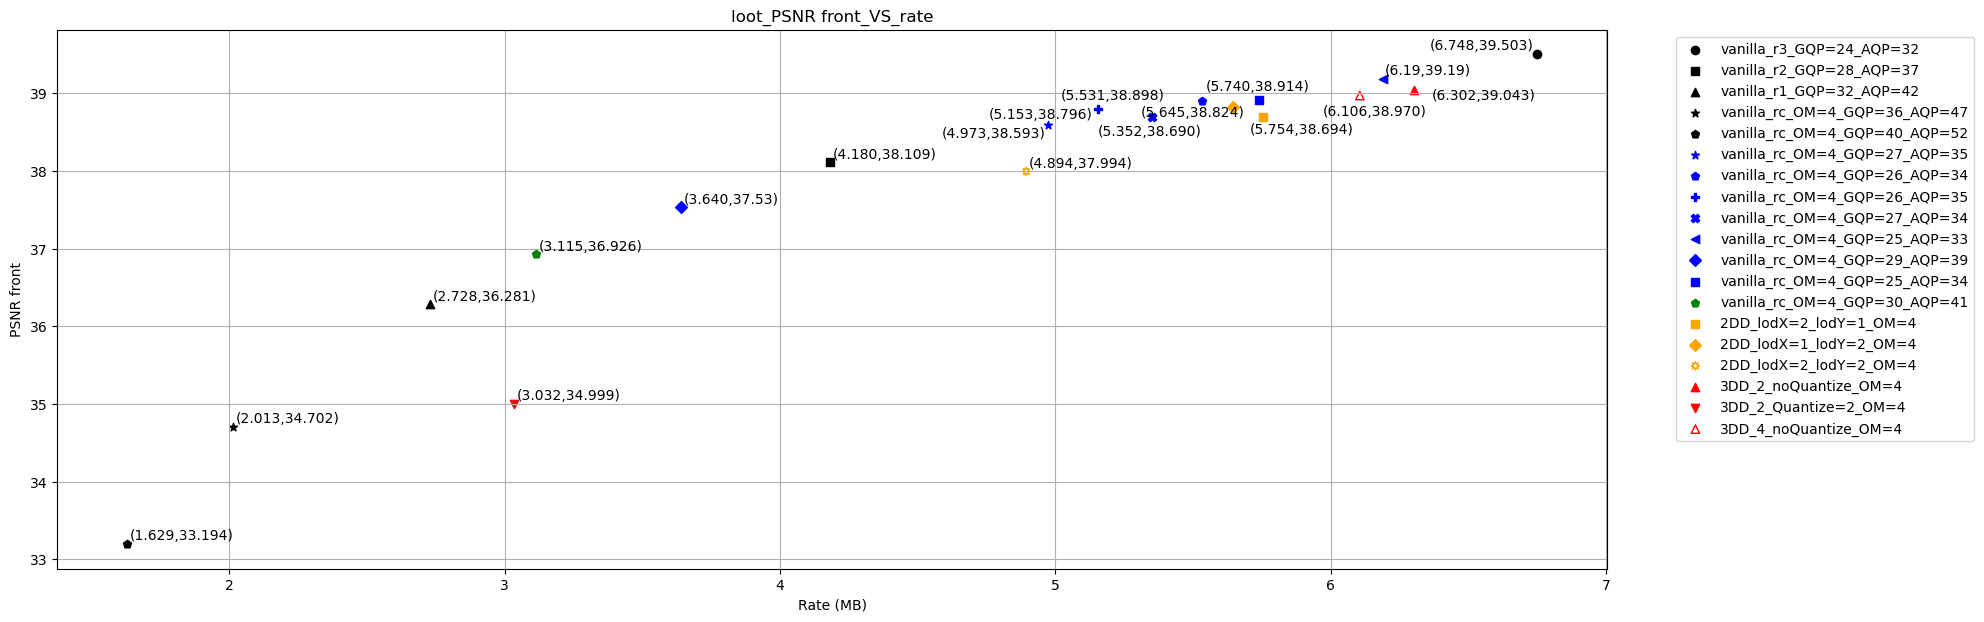 loot_PSNR front_VS_rate
PSNR front
39
38
37
36
35
34
33
(6.748,39.503)
(6.19,39.19)
(5.740,38.914)
(5.531,38.898)
(6.302,39.043)
(5.153,38.796)
(5.645,38.824)
(6.106,38.970)
(4.973,38.593)
(5.352,38.690)
(5.754,38.694)
(4.180,38.109)
(4.894,37.994)
(3.640,37.53)
(3.115,36.926)
(2.728,36.281)
(3.032,34.999)
(2.013,34.702)
(1.629,33.194)
2
3
4
5
6
7
Rate (MB)
vanilla_r3_GQP=24_AQP=32
vanilla_r2_GQP=28_AQP=37
vanilla_r1_GQP=32_AQP=42
vanilla_rc_OM=4_GQP=36_AQP=47
vanilla_rc_OM=4_GQP=40_AQP=52
vanilla_rc_OM=4_GQP=27_AQP=35
vanilla_rc_OM=4_GQP=26_AQP=34
vanilla_rc_OM=4_GQP=26_AQP=35
vanilla_rc_OM=4_GQP=27_AQP=34
vanilla_rc_OM=4_GQP=25_AQP=33
vanilla_rc_OM=4_GQP=29_AQP=39
vanilla_rc_OM=4_GQP=25_AQP=34
vanilla_rc_OM=4_GQP=30_AQP=41
2DD_lodX=2_lodY=1_OM=4
2DD_lodX=1_lodY=2_OM=4
2DD_lodX=2_lodY=2_OM=4
3DD_2_noQuantize_OM=4
3DD_2_Quantize=2_OM=4
3DD_4_noQuantize_OM=4